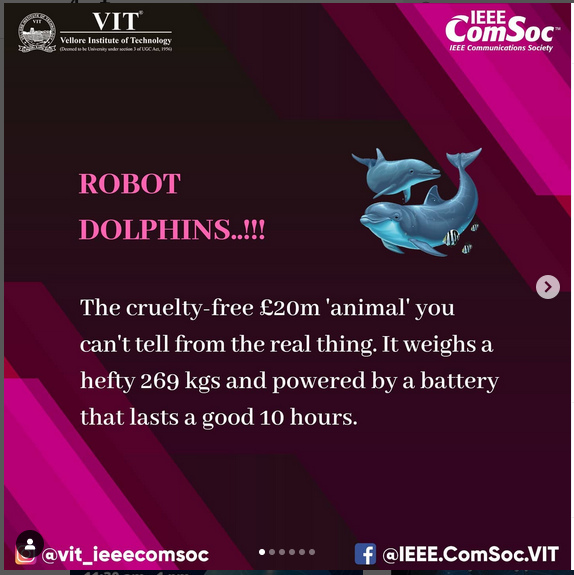 VIT®
Vellore Institute of Technology
(Deemed to be University under section 3 of UGC Act, 1956)
IEEE
ComSoc™
IEEE Communications Society
ROBOT
DOLPHINS..!!!
The cruelty-free £20m 'animal' you
can't tell from the real thing. It weighs a
hefty 269 kgs and powered by a battery
that lasts a good 10 hours.
@vit_ieeecomsoc
@IEEE.ComSoc.VIT